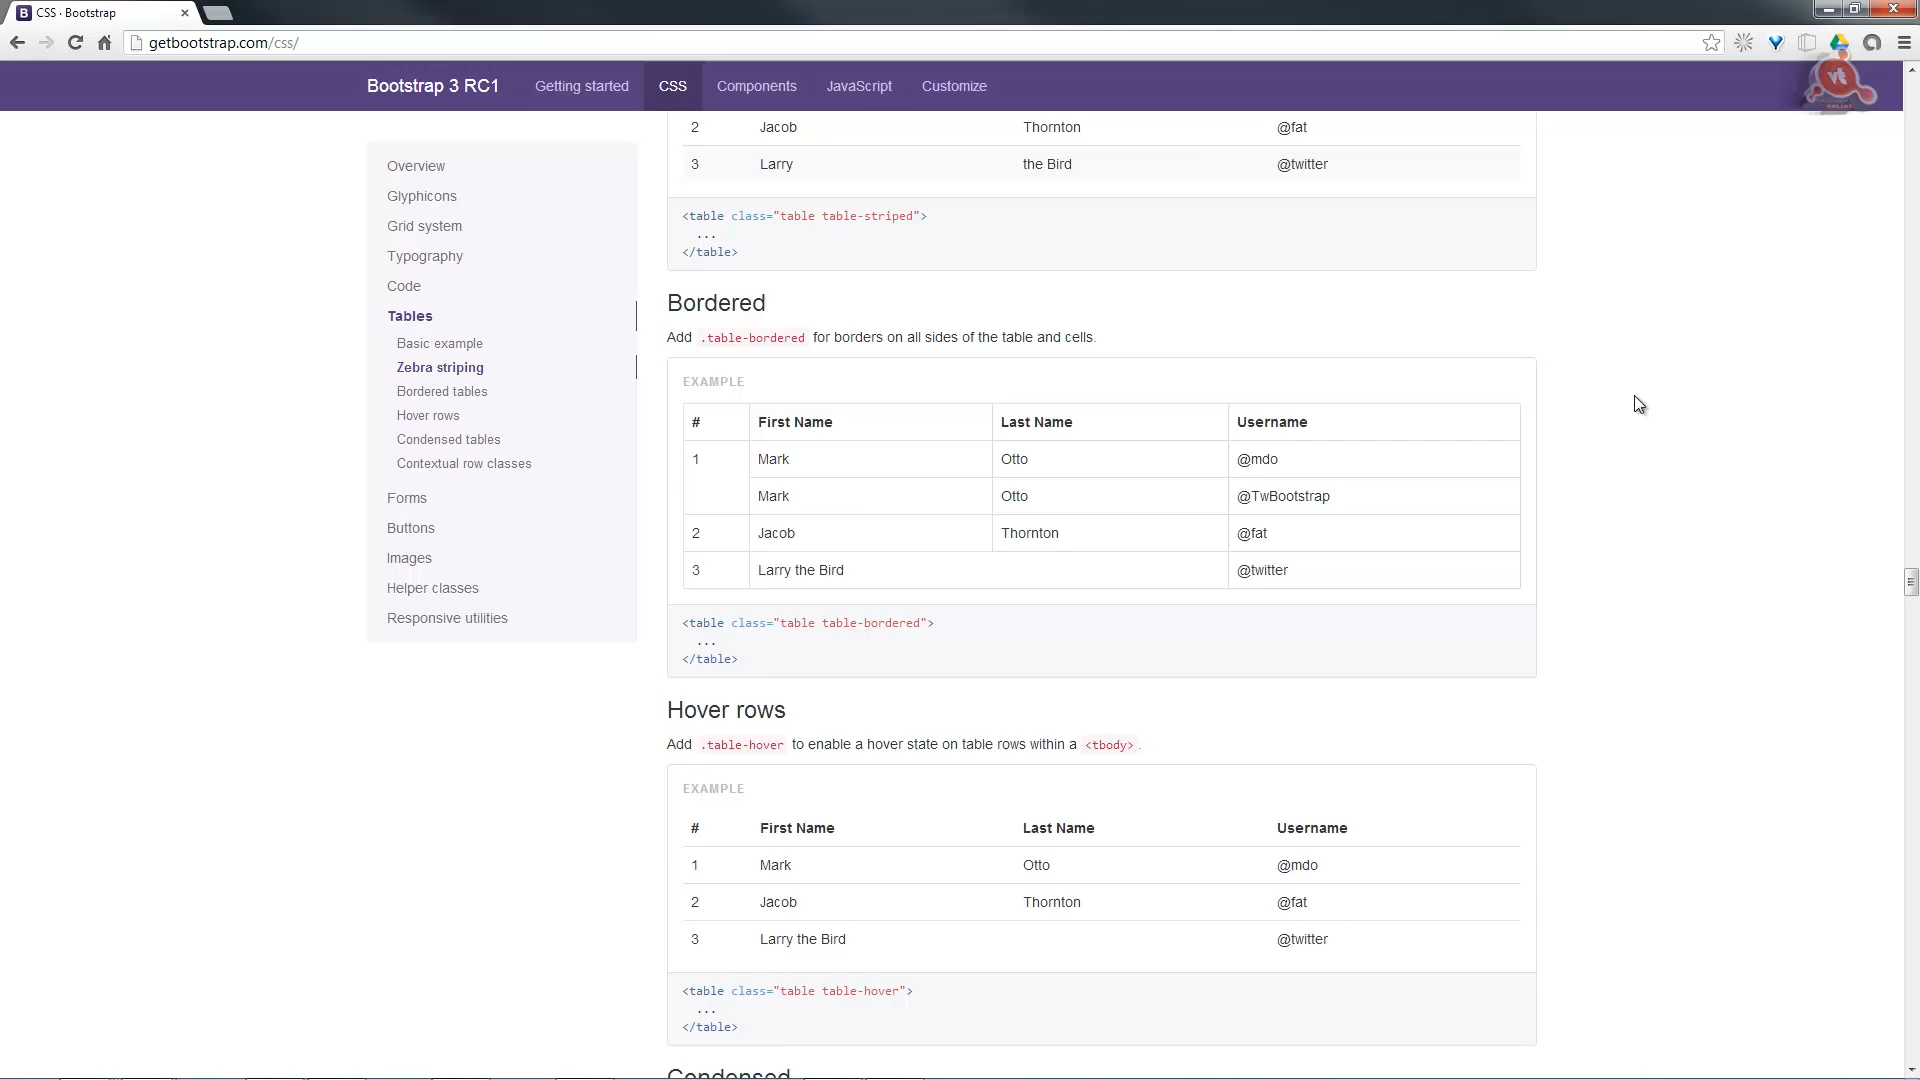 CSS · Bootstrap
getbootstrap.com/css/
Bootstrap 3 RC1 Getting started CSS Components JavaScript Customize
Overview
Glyphicons
Grid system
Typography
Code
Tables
Basic example
Zebra striping
Bordered tables
Hover rows
Condensed tables
Contextual row classes
Forms
Buttons
Images
Helper classes
Responsive utilities
2 Jacob Thornton @fat
3 Larry the Bird @twitter
<table class="table table-striped">
...
</table>
Bordered
Add .table-bordered for borders on all sides of the table and cells.
EXAMPLE
# First Name Last Name Username
1 Mark Otto @mdo
Mark Otto @TwBootstrap
2 Jacob Thornton @fat
3 Larry the Bird @twitter
<table class="table table-bordered">
...
</table>
Hover rows
Add .table-hover to enable a hover state on table rows within a <tbody>.
EXAMPLE
# First Name Last Name Username
1 Mark Otto @mdo
2 Jacob Thornton @fat
3 Larry the Bird @twitter
<table class="table table-hover">
...
</table>
Condensed